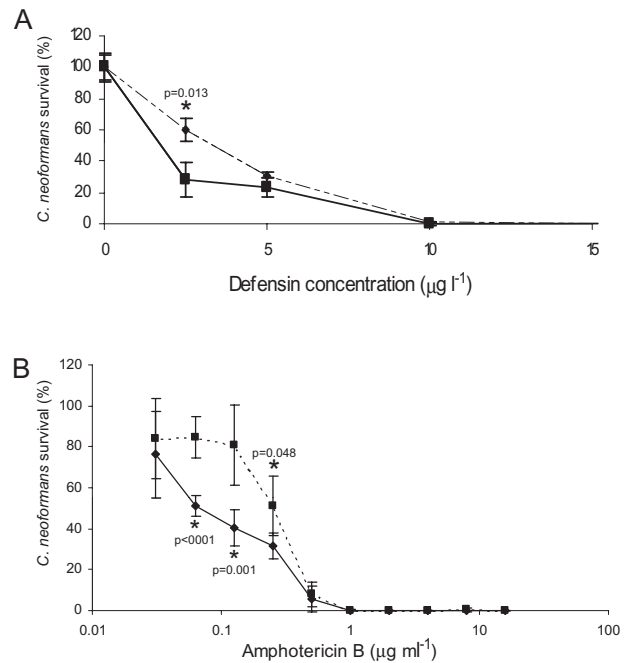 A
C. neoformans survival (%)
120
100
80
60
40
20
0
p=0.013
*
0 5 10 15
Defensin concentration (μg l-1)
B
C. neoformans survival (%)
120
100
80
60
40
20
0
p=0.048
*
*
p<0001
*
p=0.001
0.01 0.1 1 10 100
Amphotericin B (μg ml-1)